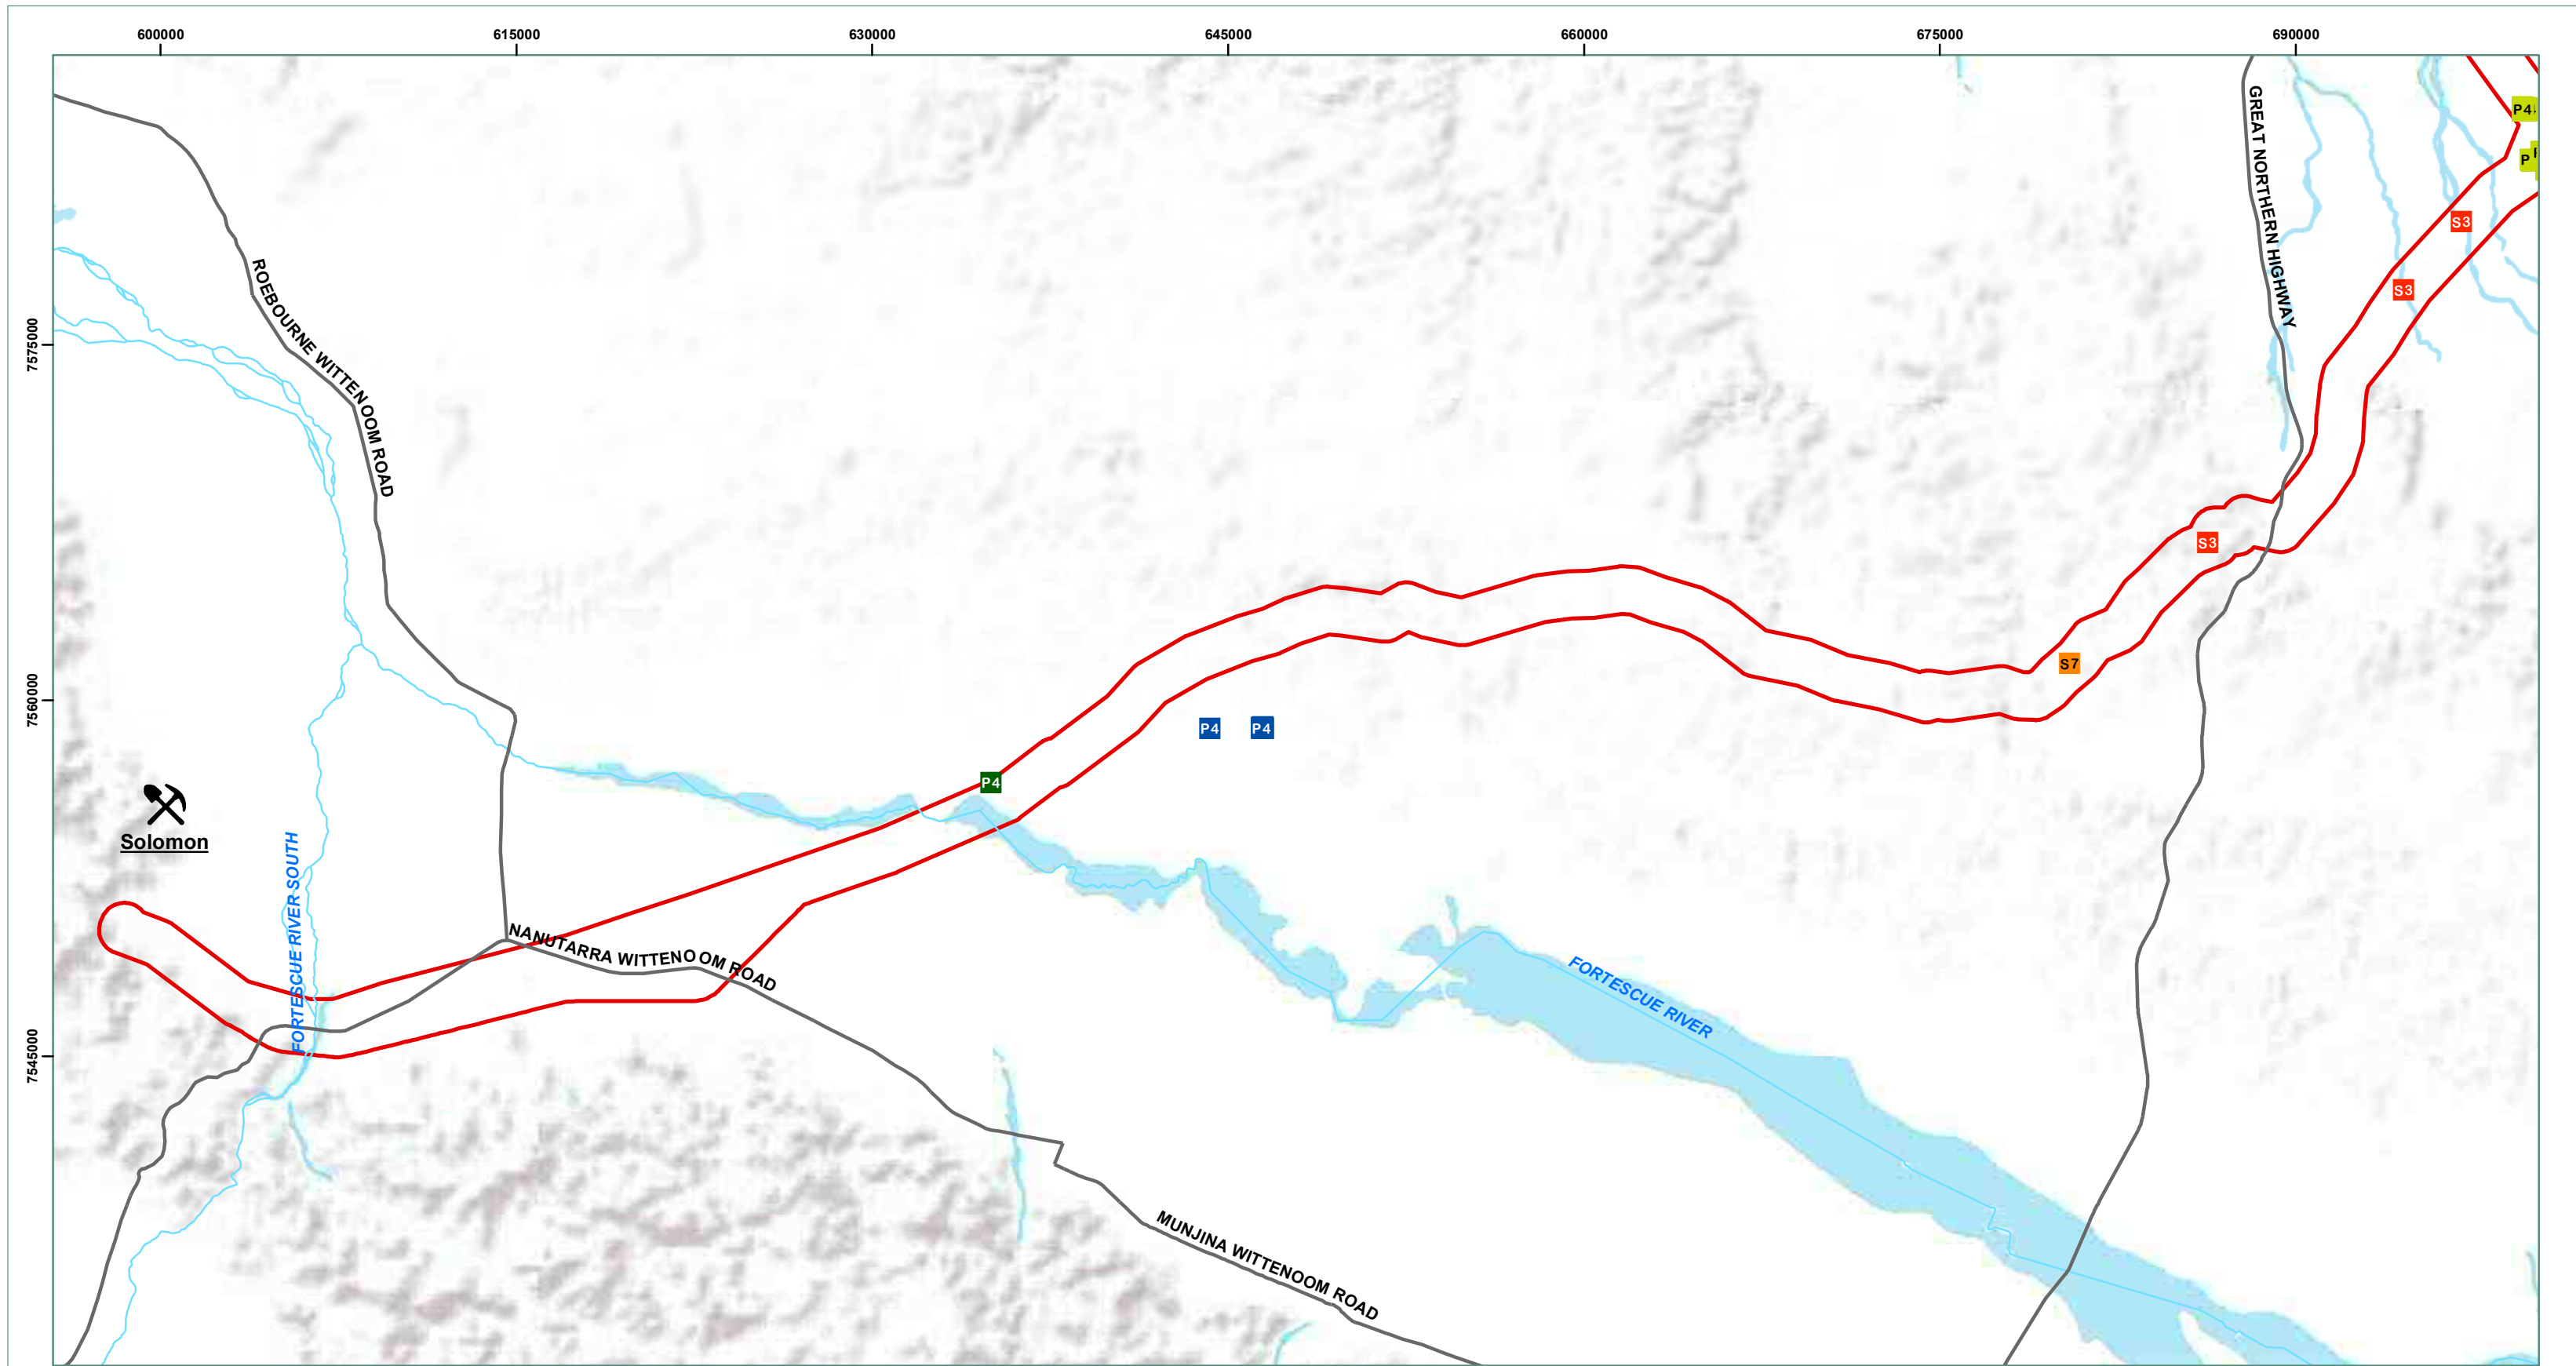 600000
615000
630000
645000
660000
675000
690000
7575000
7560000
7545000
GREAT NORTHERN HIGHWAY
P4
P
S3
S3
ROEBOURNE WITTENOOM ROAD
S3
S7
P4
P4
P4
Solomon
FORTESCUE RIVER SOUTH
NANUTARRA WITTENOOM ROAD
FORTESCUE RIVER
MUNJINA WITTENOOM ROAD